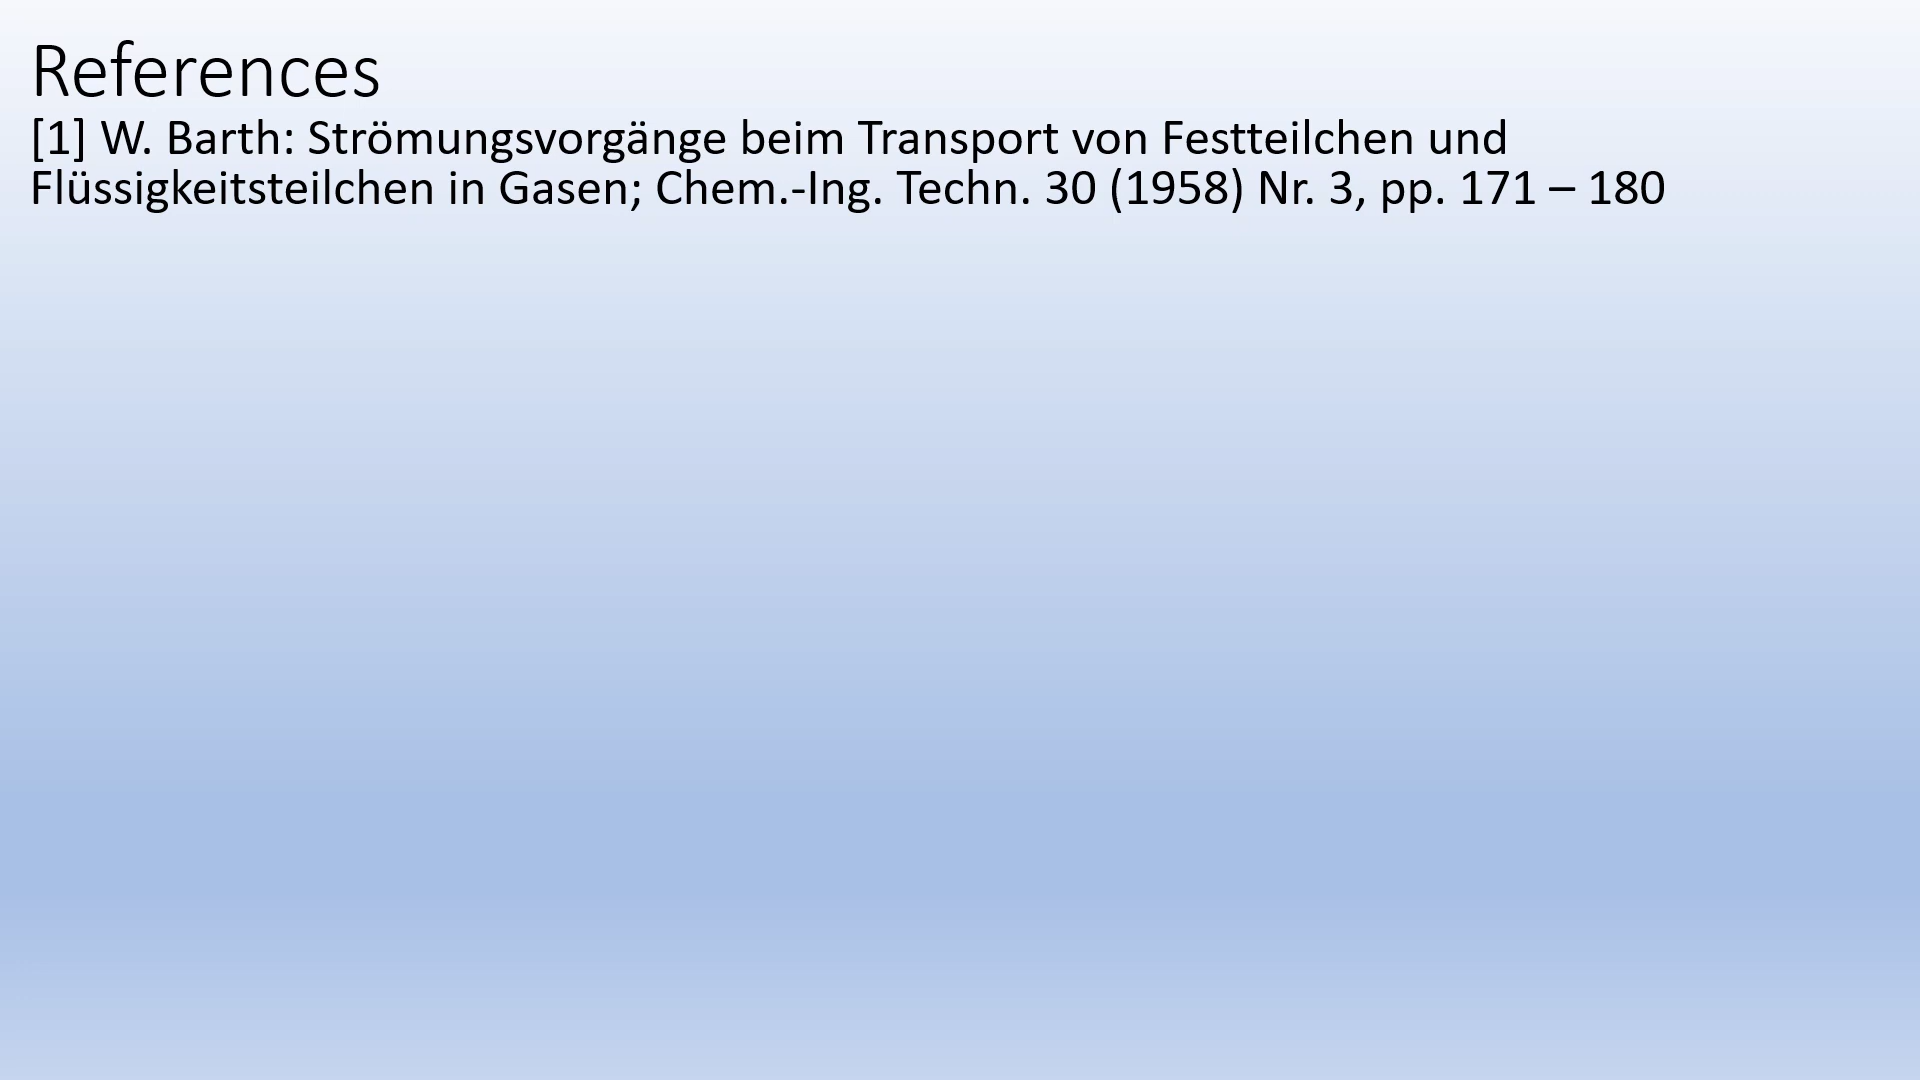 References
[1] W. Barth: Strömungsvorgänge beim Transport von Festteilchen und
Flüssigkeitsteilchen in Gasen; Chem.-Ing. Techn. 30 (1958) Nr. 3, pp. 171 – 180